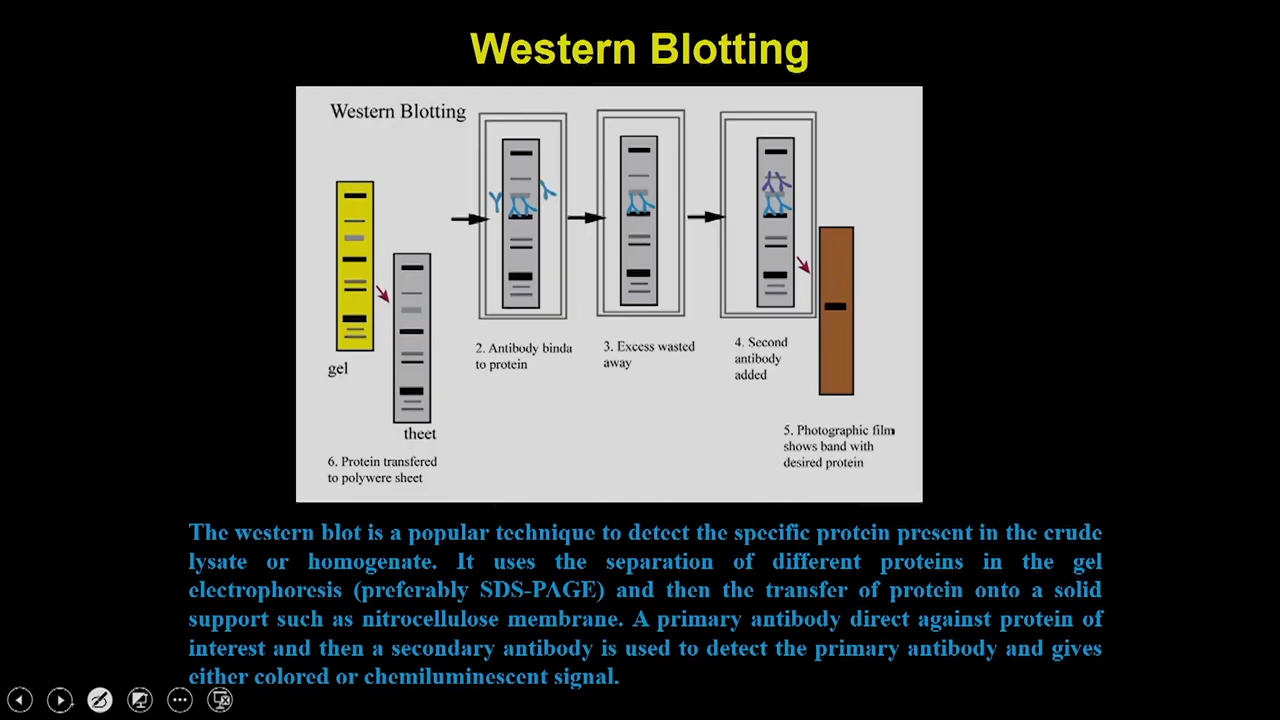 Western Blotting
Western Blotting
gel
theet
6. Protein transfered
to polywere sheet
2. Antibody binda
to protein
3. Excess wasted
away
4. Second
antibody
added
5. Photographic film
shows band with
desired protein
The western blot is a popular technique to detect the specific protein present in the crude
lysate or homogenate. It uses the separation of different proteins in the gel
electrophoresis (preferably SDS-PAGE) and then the transfer of protein onto a solid
support such as nitrocellulose membrane. A primary antibody direct against protein of
interest and then a secondary antibody is used to detect the primary antibody and gives
either colored or chemiluminescent signal.